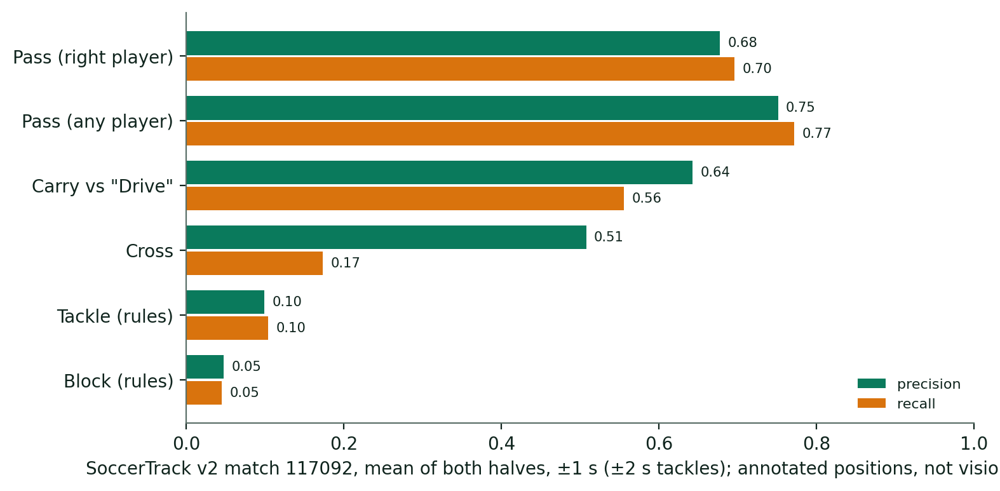 Pass (right player)
0.68
0.70
Pass (any player)
0.75
0.77
Carry vs "Drive"
0.64
0.56
Cross
0.51
0.17
Tackle (rules)
0.10
0.10
Block (rules)
0.05
0.05
precision
recall
0.0 0.2 0.4 0.6 0.8 1.0
SoccerTrack v2 match 117092, mean of both halves, ±1 s (±2 s tackles); annotated positions, not visio